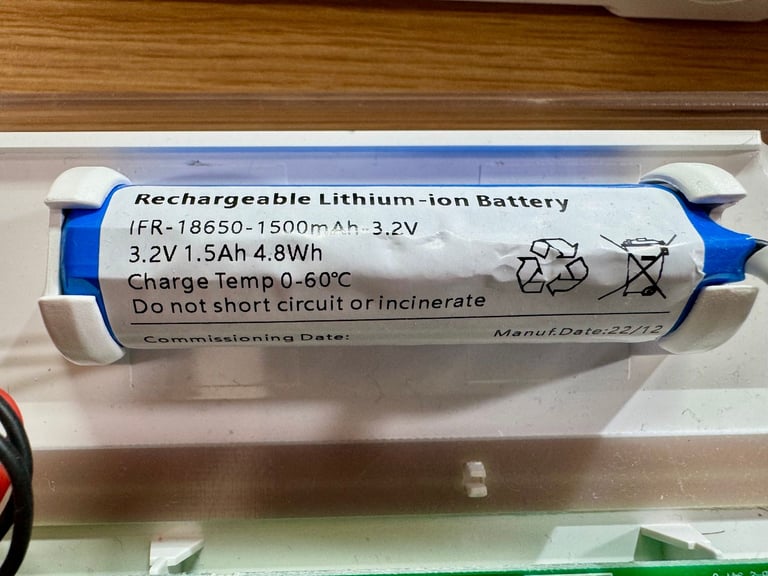 Rechargeable Lithium-ion Battery
IFR-18650-1500mAh-3.2V
3.2V 1.5Ah 4.8Wh
Charge Temp 0-60℃
Do not short circuit or incinerate
Commissioning Date:
Manuf.Date:22/12